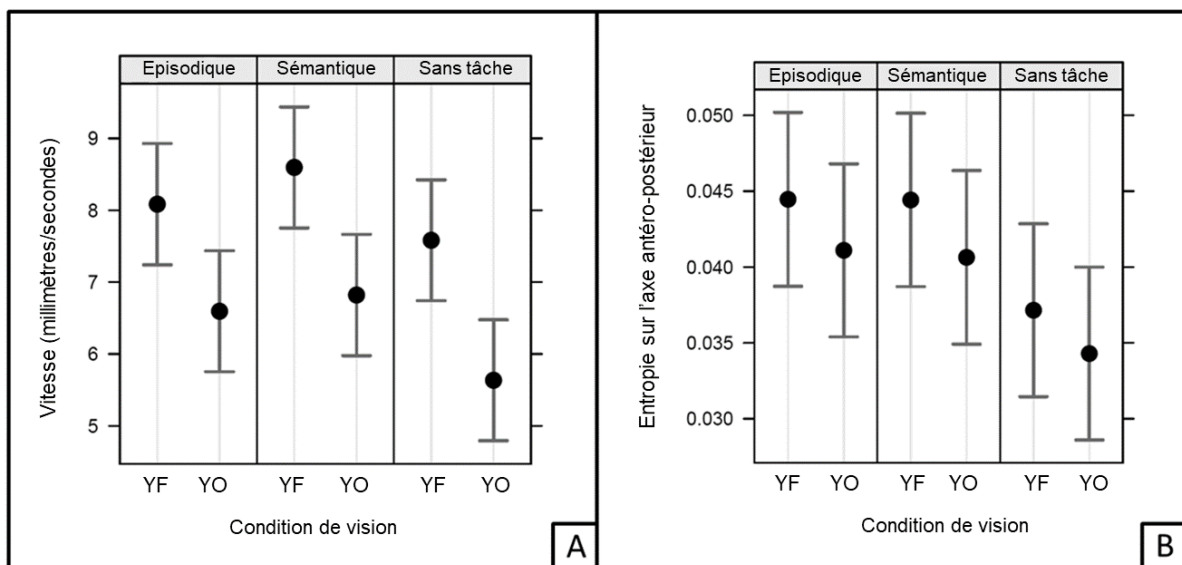 Episodique Sémantique Sans tâche
Vitesse (millimètres/secondes)
9
8
7
6
5
YF YO YF YO YF YO
Condition de vision
A
Episodique Sémantique Sans tâche
Entropie sur l'axe antéro-postérieur
0.050
0.045
0.040
0.035
0.030
YF YO YF YO YF YO
Condition de vision
B